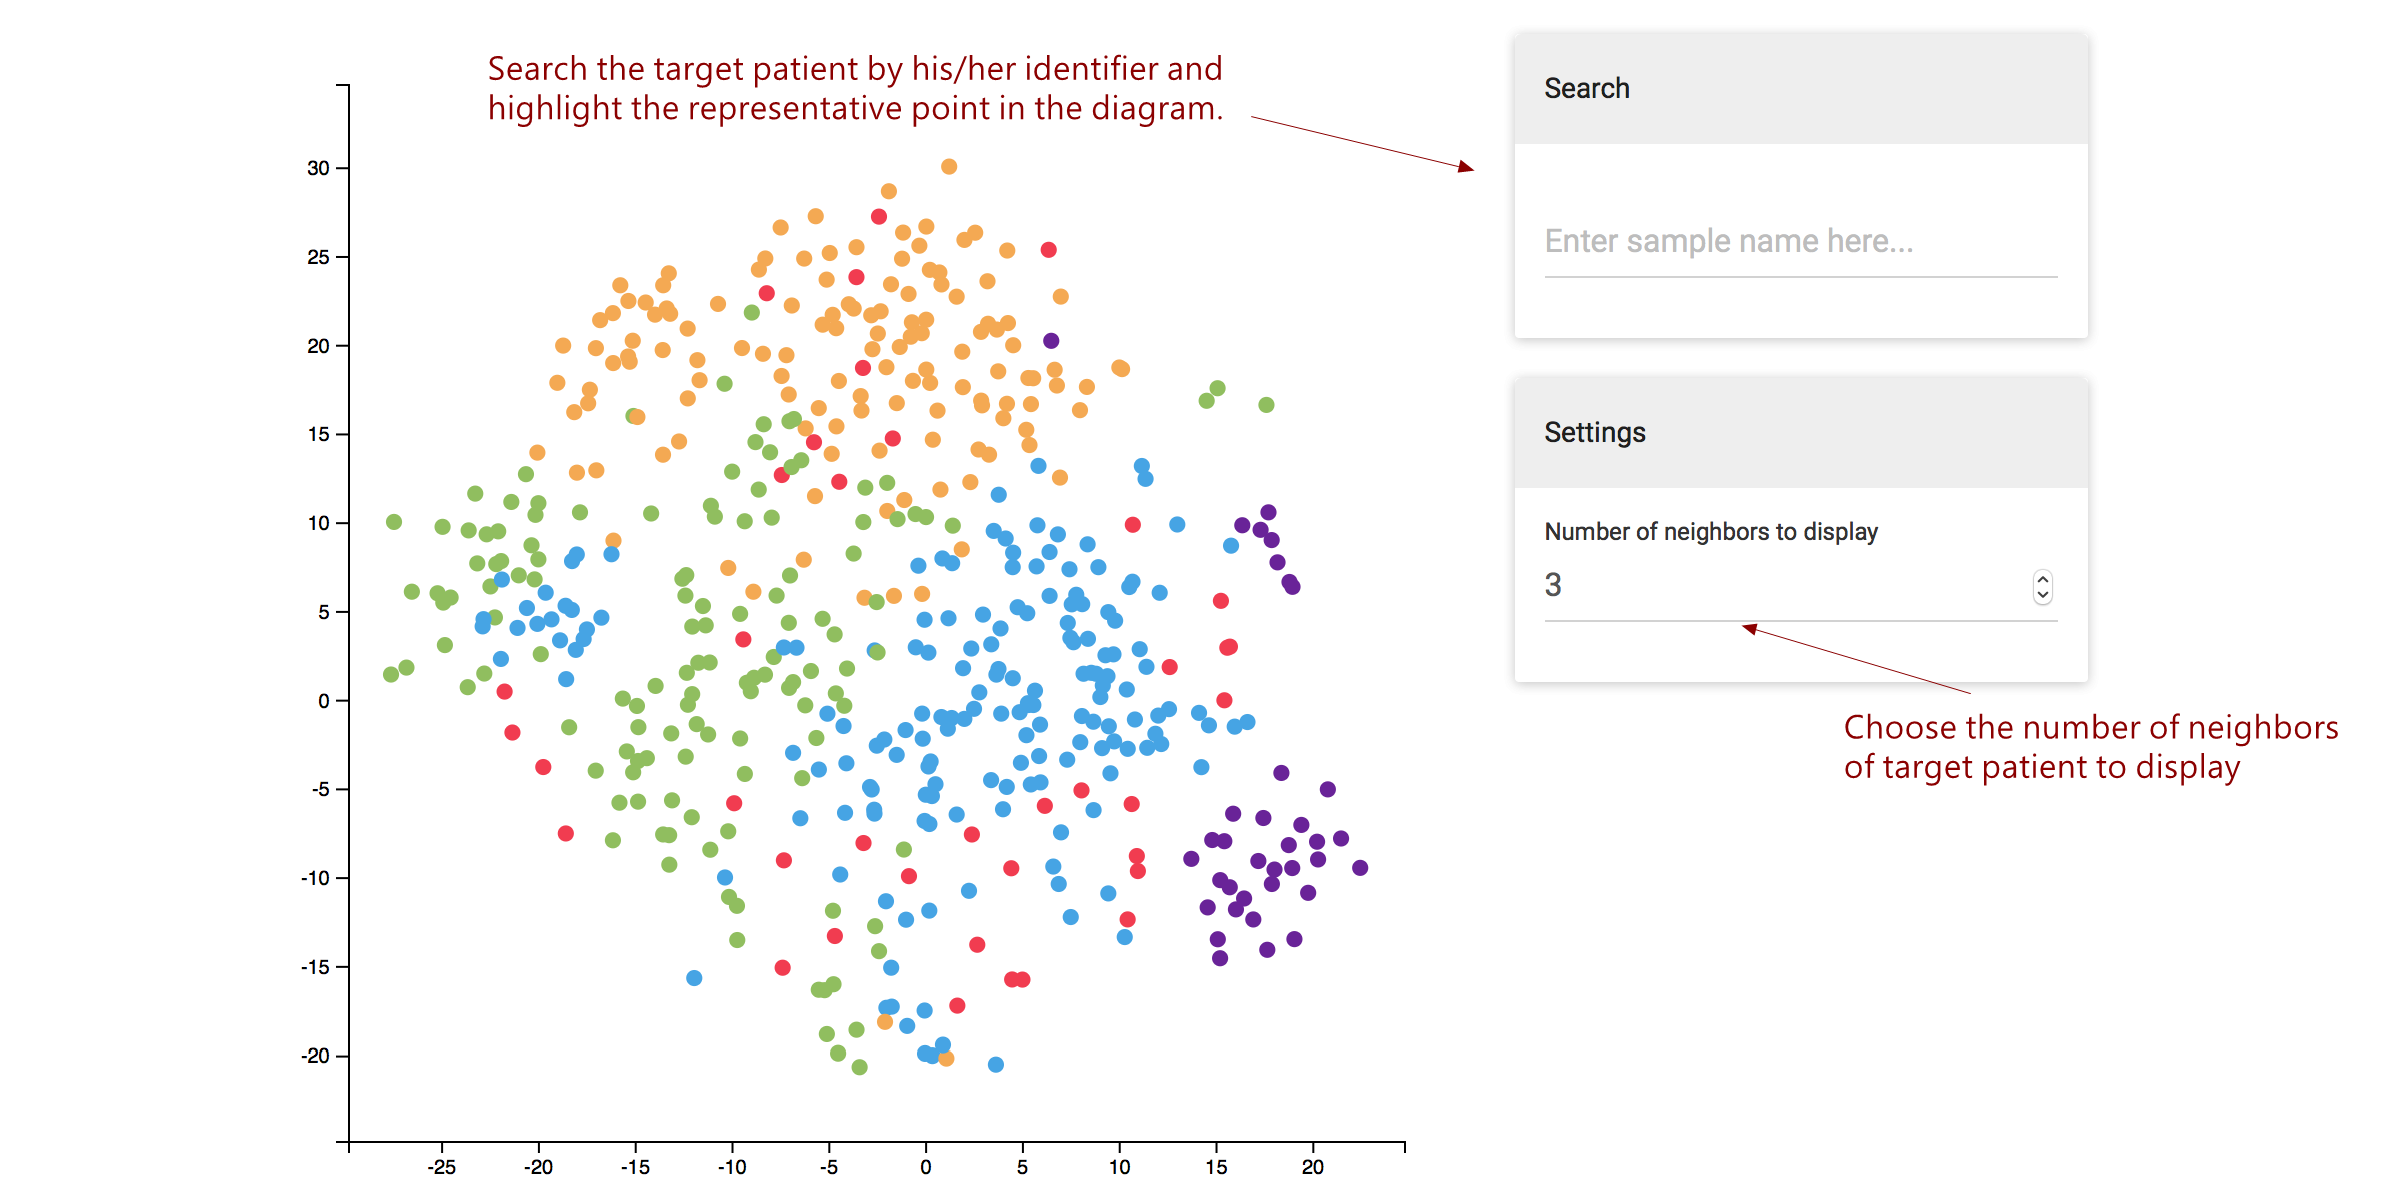 Search the target patient by his/her identifier and
highlight the representative point in the diagram.
30
25
20
15
10
5
0
-5
-10
-15
-20
-25
-20
-15
-10
-5
0
5
10
15
20
Search
Enter sample name here...
Settings
Number of neighbors to display
3
Choose the number of neighbors
of target patient to display